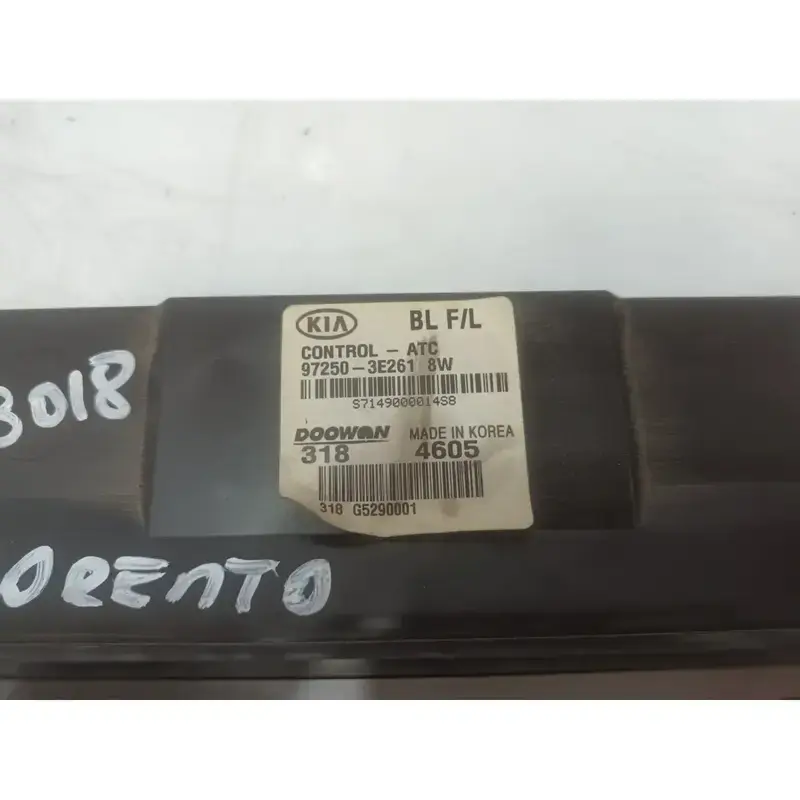 KIA BL F/L
CONTROL - ATC
97250-3E261 8W
S7149000014S8
DOOWON MADE IN KOREA
318 4605
318 G5290001
3018
ORENTO